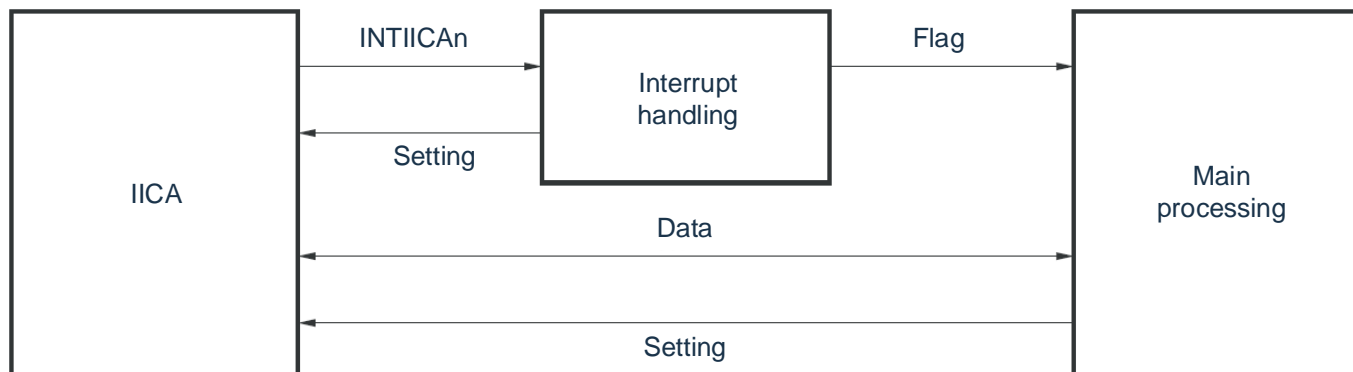 INTIICAn
Flag
Interrupt
handling
Setting
IICA
Main
processing
Data
Setting